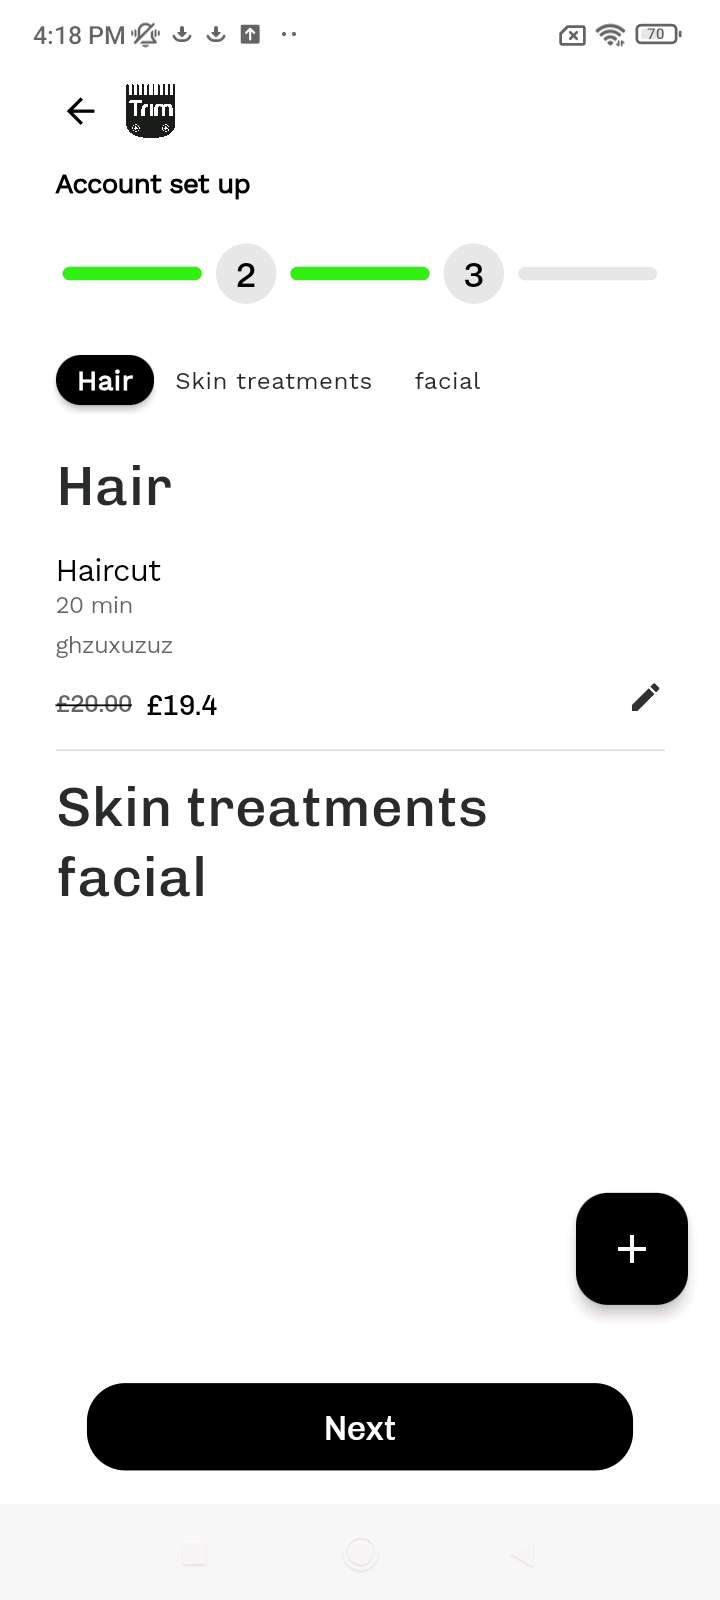 4:18 PM
70
Trim
Account set up
2 3
Hair Skin treatments facial
Hair
Haircut
20 min
ghzuxuzuz
£20.00 £19.4
Skin treatments
facial
+
Next